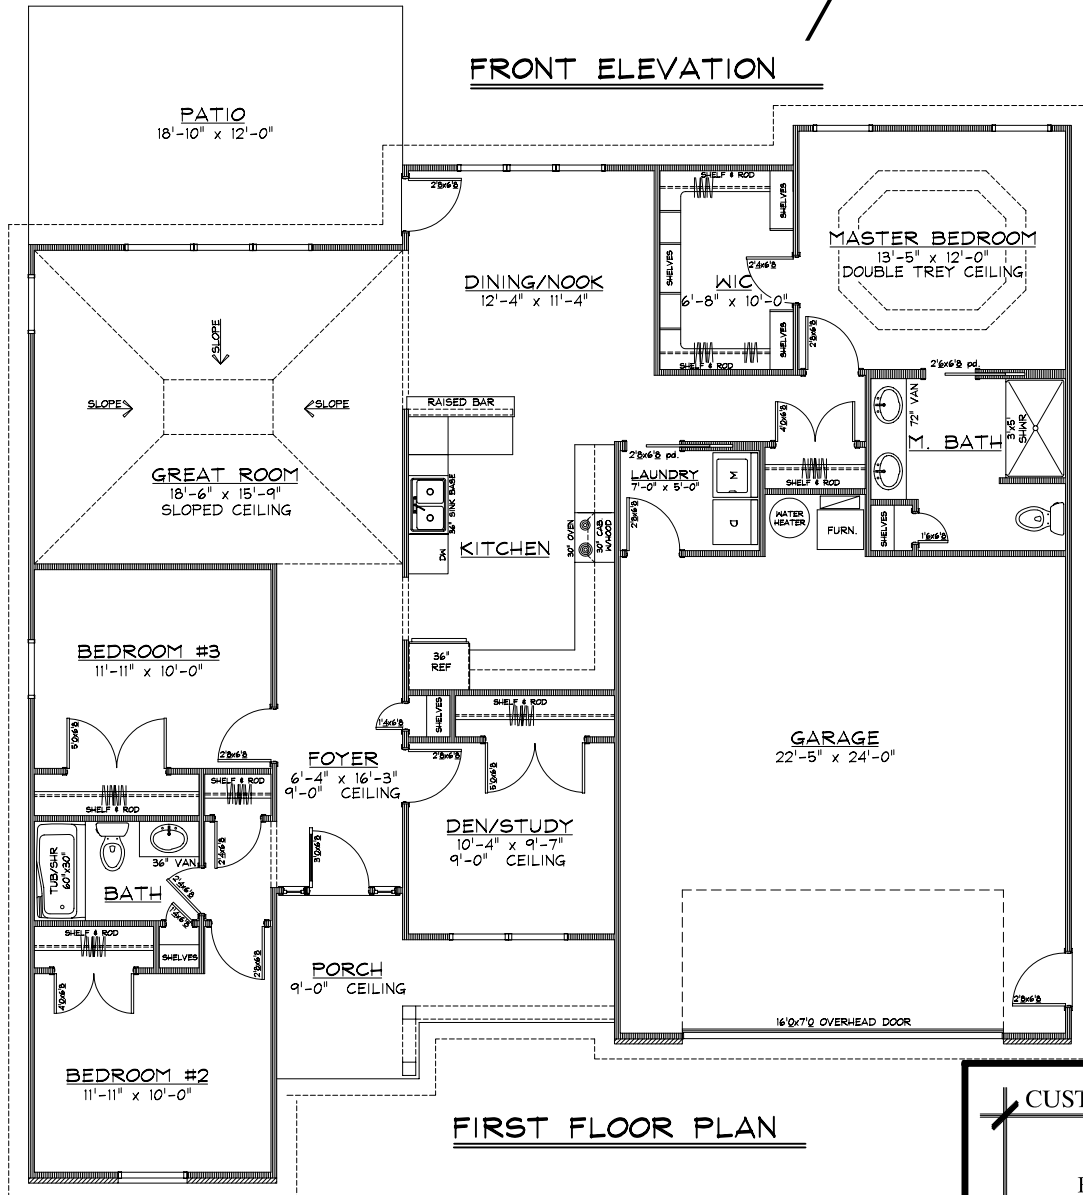 FRONT ELEVATION
PATIO
18'-10" x 12'-0"
2'8x6'8
SHELF & ROD
SHELVES
MASTER BEDROOM
13'-5" x 12'-0"
DOUBLE TREY CEILING
2'4x6'8
SHELVES
WIC
6'-8" x 10'-0"
DINING/NOOK
12'-4" x 11'-4"
SLOPE
SHELVES
SHELF & ROD
2'8x6'8
2'6x6'8 pd.
SLOPE
SLOPE
RAISED BAR
4'0x6'8
72" VAN
M. BATH
3'x5'
SHWR
GREAT ROOM
18'-6" x 15'-9"
SLOPED CEILING
36" SINK BASE
2'8x6'8 pd.
LAUNDRY
7'-0" x 5'-0"
W
D
SHELF & ROD
2'8x6'8
WATER
HEATER
FURN.
SHELVES
1'6x6'8
KITCHEN
DW
30" OVEN
30" CAB
W/HOOD
BEDROOM #3
11'-11" x 10'-0"
36"
REF
5'0x6'8
2'8x6'8
1'4x6'8
SHELVES
SHELF & ROD
2'8x6'8
5'0x6'8
GARAGE
22'-5" x 24'-0"
FOYER
6'-4" x 16'-3"
9'-0" CEILING
SHELF & ROD
SHELF & ROD
DEN/STUDY
10'-4" x 9'-7"
9'-0" CEILING
TUB/SHR
60"x30"
36" VAN
2'4x6'8
3'0x6'8
BATH
2'4x6'8
1'6x6'8
SHELF & ROD
SHELVES
2'8x6'8
4'0x6'8
PORCH
9'-0" CEILING
2'8x6'8
16'0x7'0 OVERHEAD DOOR
BEDROOM #2
11'-11" x 10'-0"
CUST
FIRST FLOOR PLAN